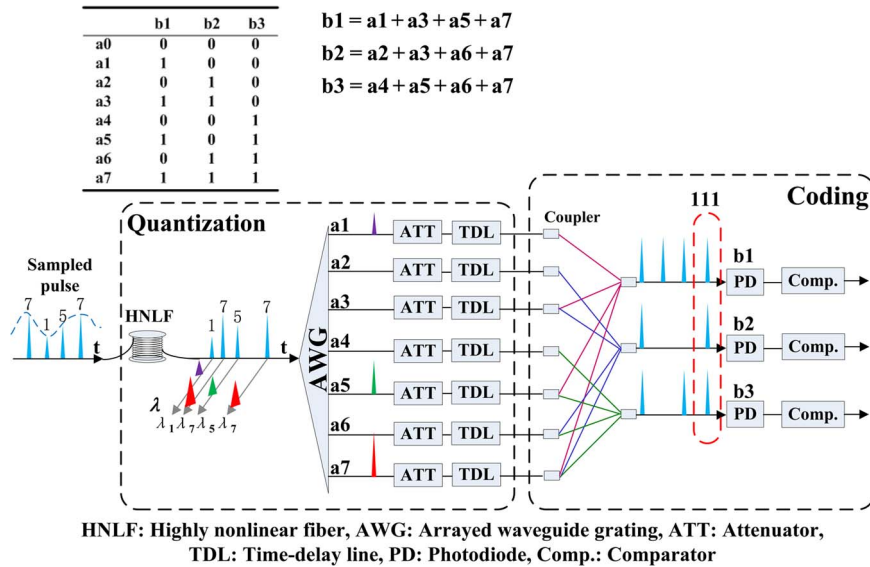 b1 b2 b3
a0 0 0 0
a1 1 0 0
a2 0 1 0
a3 1 1 0
a4 0 0 1
a5 1 0 1
a6 0 1 1
a7 1 1 1
b1 = a1 + a3 + a5 + a7
b2 = a2 + a3 + a6 + a7
b3 = a4 + a5 + a6 + a7
Quantization
Coding
Sampled
pulse
7 1 5 7
t
HNLF
1 7 5 7
t
λ
λ1 λ7 λ5 λ7
AWG
a1 ATT TDL
a2 ATT TDL
a3 ATT TDL
a4 ATT TDL
a5 ATT TDL
a6 ATT TDL
a7 ATT TDL
Coupler
111
b1
PD Comp.
b2
PD Comp.
b3
PD Comp.
HNLF: Highly nonlinear fiber, AWG: Arrayed waveguide grating, ATT: Attenuator,
TDL: Time-delay line, PD: Photodiode, Comp.: Comparator